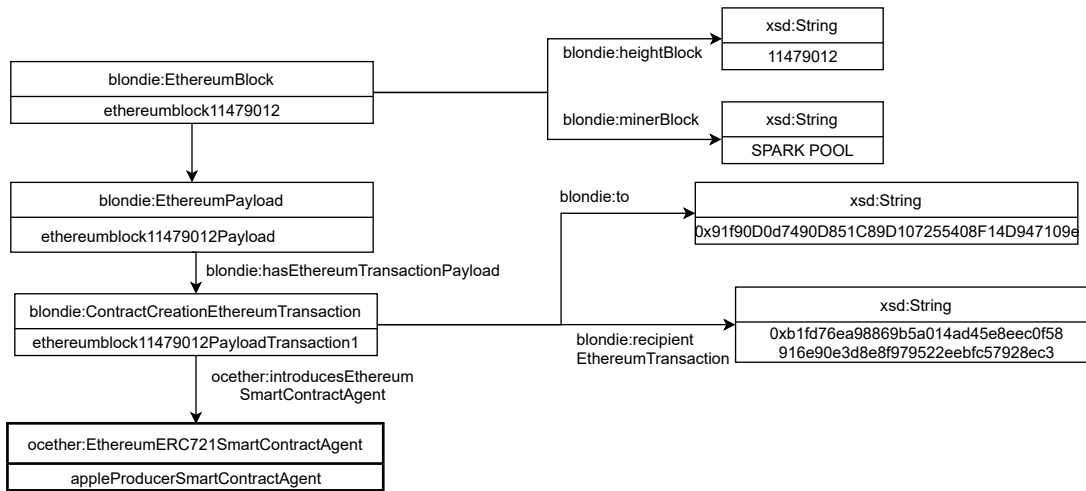 xsd:String
blondie:heightBlock
11479012
blondie:EthereumBlock
ethereumblock11479012
xsd:String
blondie:minerBlock
SPARK POOL
blondie:EthereumPayload
blondie:to
xsd:String
ethereumblock11479012Payload
0x91f90D0d7490D851C89D107255408F14D947109e
blondie:hasEthereumTransactionPayload
blondie:ContractCreationEthereumTransaction
xsd:String
ethereumblock11479012PayloadTransaction1
blondie:recipient
EthereumTransaction
0xb1fd76ea98869b5a014ad45e8eec0f58
916e90e3d8e8f979522eebfc57928ec3
ocether:introducesEthereum
SmartContractAgent
ocether:EthereumERC721SmartContractAgent
appleProducerSmartContractAgent